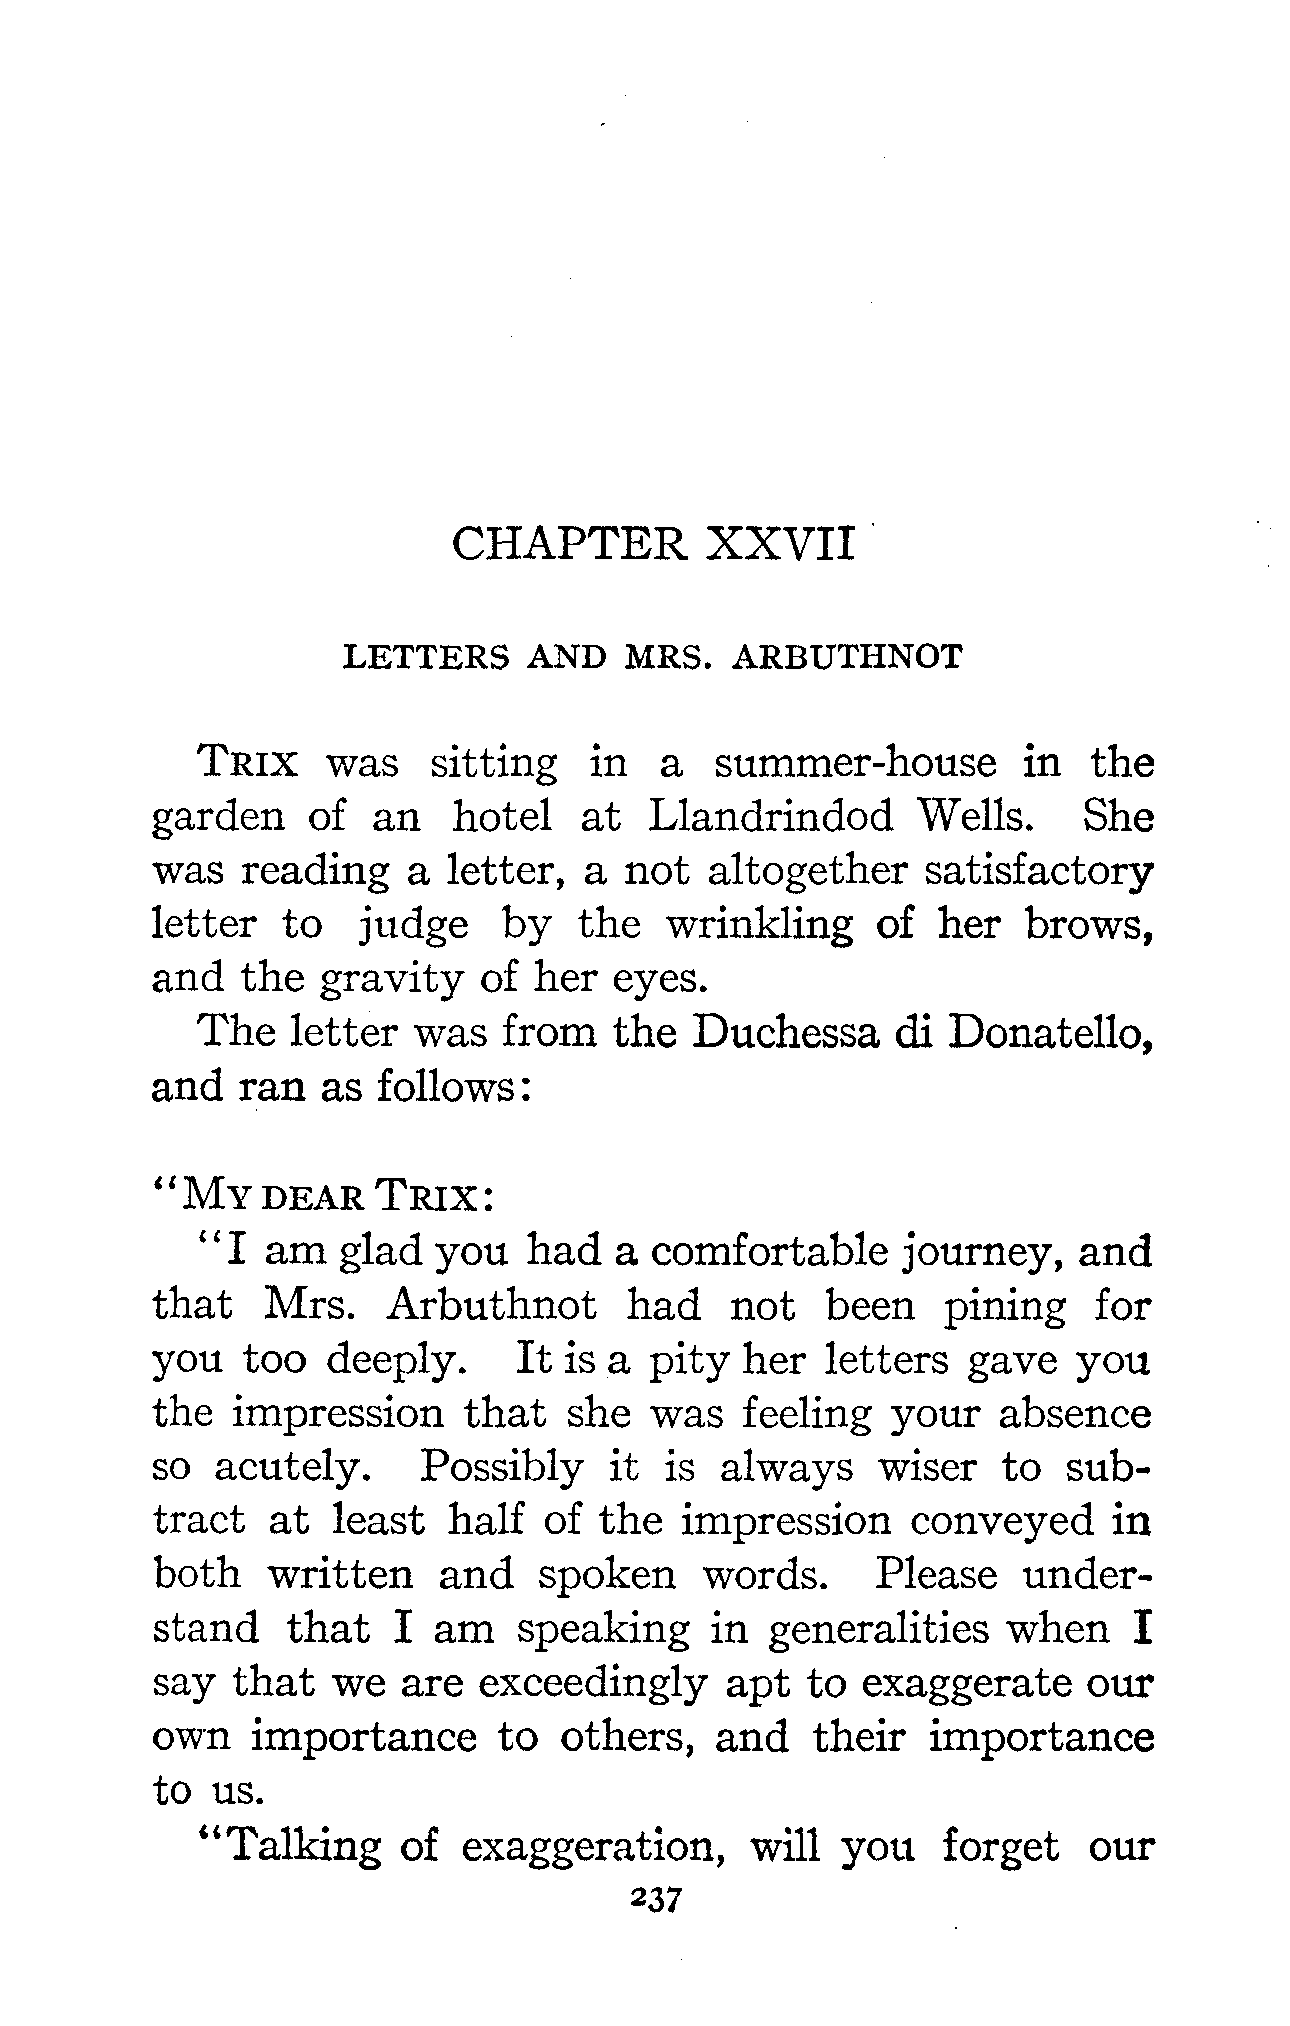 CHAPTER XXVII
LETTERS AND MRS. ARBUTHNOT
TRIX was sitting in a summer-house in the
garden of an hotel at Llandrindod Wells. She
was reading a letter, a not altogether satisfactory
letter to judge by the wrinkling of her brows,
and the gravity of her eyes.
The letter was from the Duchessa di Donatello,
and ran as follows:
"MY DEAR TRIX:
"I am glad you had a comfortable journey, and
that Mrs. Arbuthnot had not been pining for
you too deeply. It is a pity her letters gave you
the impression that she was feeling your absence
so acutely. Possibly it is always wiser to sub-
tract at least half of the impression conveyed in
both written and spoken words. Please under-
stand that I am speaking in generalities when I
say that we are exceedingly apt to exaggerate our
own importance to others, and their importance
to us.
"Talking of exaggeration, will you forget our
237